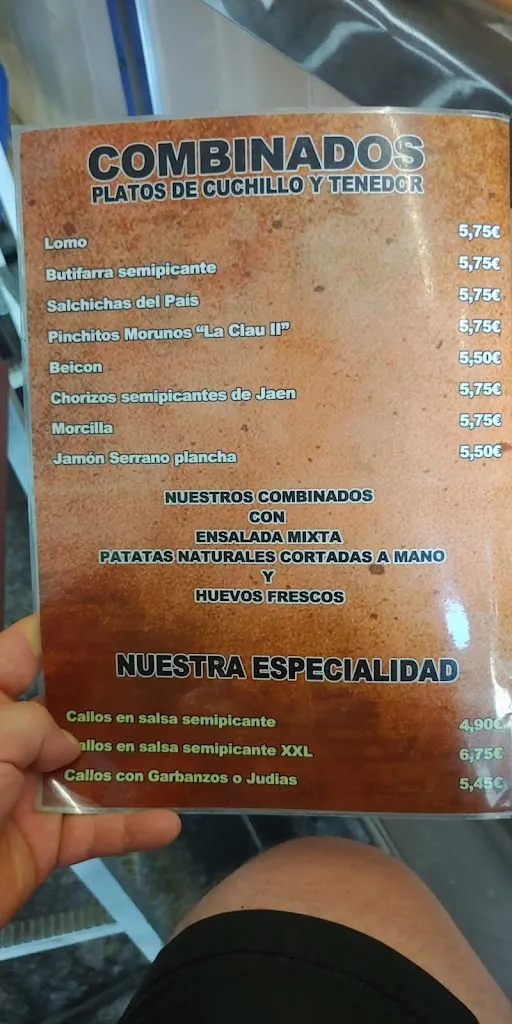 COMBINADOS
PLATOS DE CUCHILLO Y TENEDOR
Lomo 5,75€
Butifarra semipicante 5,75€
Salchichas del País 5,75€
Pinchitos Morunos "La Clau II" 5,75€
Beicon 5,50€
Chorizos semipicantes de Jaen 5,75€
Morcilla 5,75€
Jamón Serrano plancha 5,50€
NUESTROS COMBINADOS
CON
ENSALADA MIXTA
PATATAS NATURALES CORTADAS A MANO
Y
HUEVOS FRESCOS
NUESTRA ESPECIALIDAD
Callos en salsa semipicante 4,90€
allos en salsa semipicante XXL 6,75€
Callos con Garbanzos o Judias 5,45€